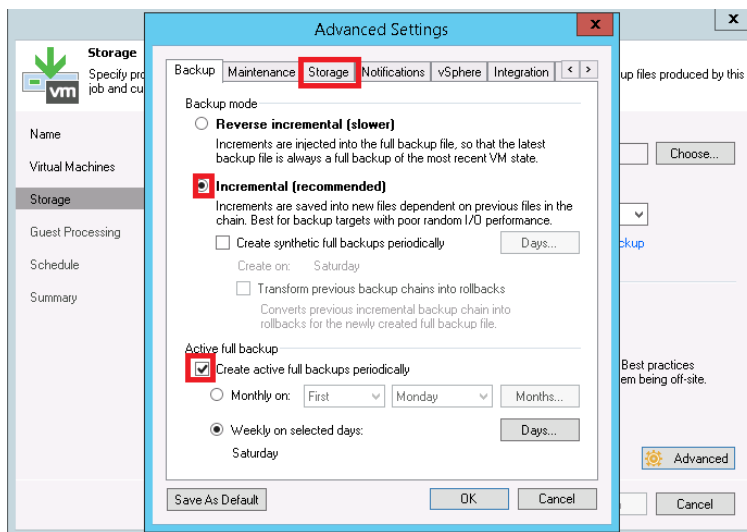 Advanced Settings
x
x
Storage
Specify pro
job and cu
up files produced by this
vm
Name
Virtual Machines
Storage
Guest Processing
Schedule
Summary
Backup
Maintenance
Storage
Notifications
vSphere
Integration
<
>
Backup mode
Reverse incremental (slower)
Increments are injected into the full backup file, so that the latest
backup file is always a full backup of the most recent VM state.
Incremental (recommended)
Increments are saved into new files dependent on previous files in the
chain. Best for backup targets with poor random I/O performance.
Create synthetic full backups periodically
Days...
Create on: Saturday
Transform previous backup chains into rollbacks
Converts previous incremental backup chain into
rollbacks for the newly created full backup file.
Active full backup
Create active full backups periodically
Monthly on:
First
Monday
Months...
Weekly on selected days:
Days...
Saturday
Save As Default
OK
Cancel
Choose...
ckup
Best practices
em being off-site.
Advanced
Cancel